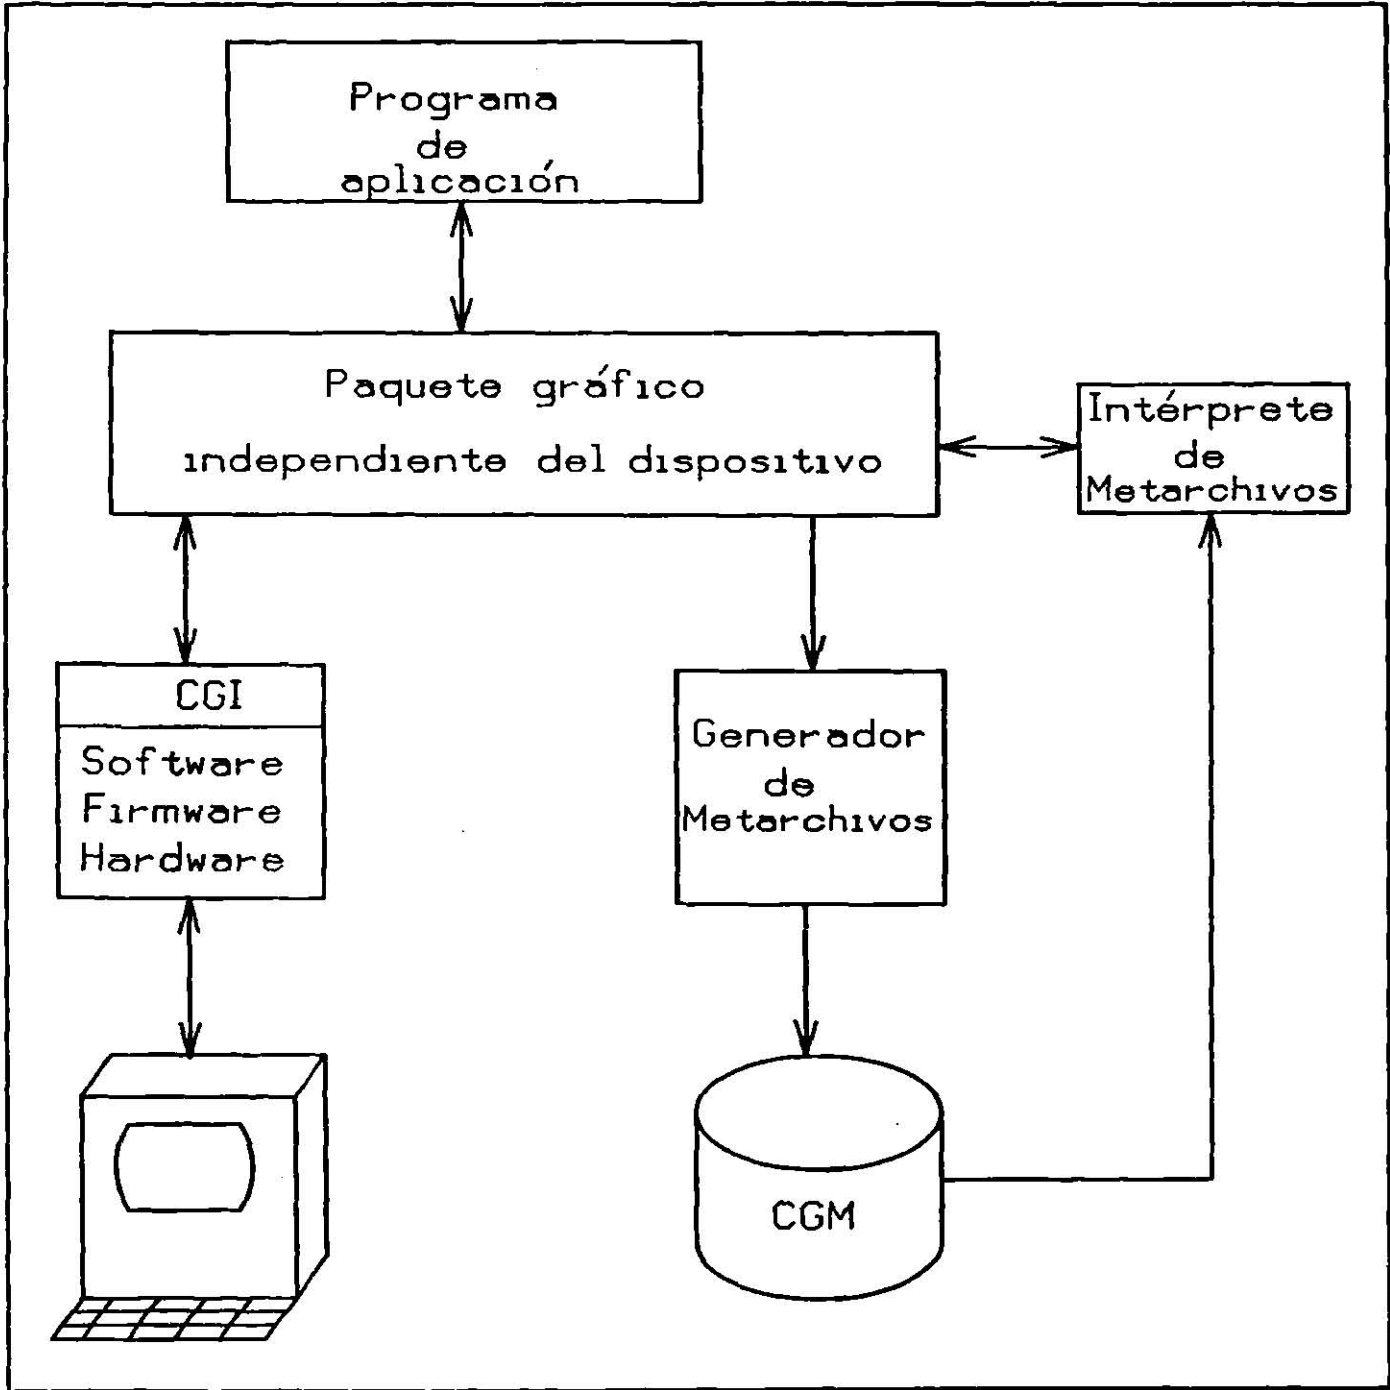 Programa
de
aplicación
Paquete gráfico
independiente del dispositivo
Intérprete
de
Metarchivos
CGI
Software
Firmware
Hardware
Generador
de
Metarchivos
CGM